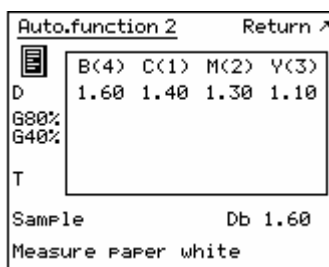 Auto.function 2 Return ↗
B(4) C(1) M(2) Y(3)
D 1.60 1.40 1.30 1.10
G80%
G40%
T
Sample Db 1.60
Measure paper white